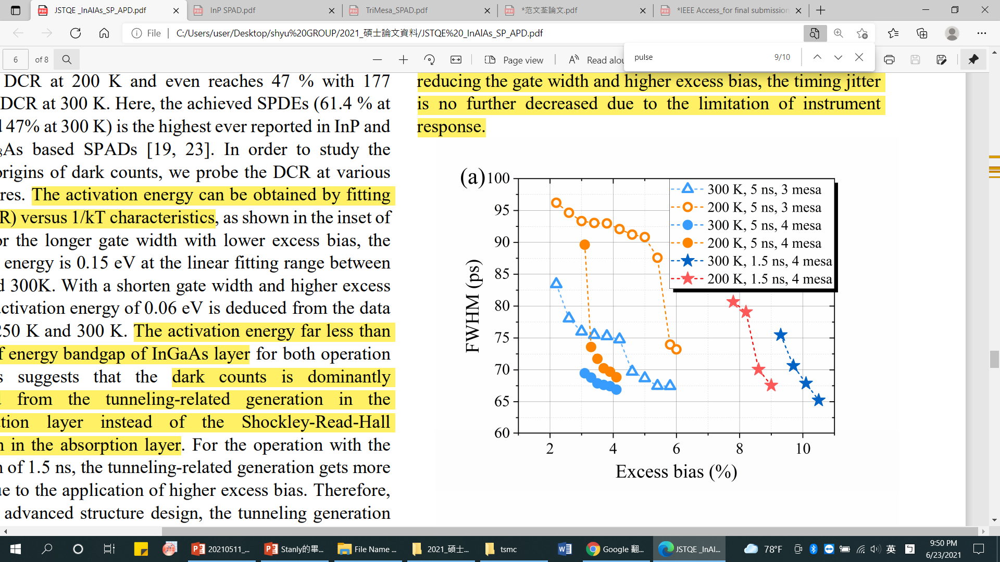 JSTQE _InAlAs_SP_APD.pdf
InP SPAD.pdf
TriMesa_SPAD.pdf
*范文荃論文.pdf
*IEEE Access_for final submission
File
C:/Users/user/Desktop/shyu%20GROUP/2021_碩士論文資料/JSTQE%20_InAlAs_SP_APD.pdf
6 of 8
Page view
Read alou
pulse
9/10
DCR at 200 K and even reaches 47 % with 177
DCR at 300 K. Here, the achieved SPDEs (61.4 % at
47% at 300 K) is the highest ever reported in InP and
As based SPADs [19, 23]. In order to study the
origins of dark counts, we probe the DCR at various
res. The activation energy can be obtained by fitting
R) versus 1/kT characteristics, as shown in the inset of
or the longer gate width with lower excess bias, the
energy is 0.15 eV at the linear fitting range between
d 300K. With a shorten gate width and higher excess
activation energy of 0.06 eV is deduced from the data
250 K and 300 K. The activation energy far less than
f energy bandgap of InGaAs layer for both operation
s suggests that the dark counts is dominantly
from the tunneling-related generation in the
tion layer instead of the Shockley-Read-Hall
n in the absorption layer. For the operation with the
n of 1.5 ns, the tunneling-related generation gets more
ue to the application of higher excess bias. Therefore,
advanced structure design, the tunneling generation
reducing the gate width and higher excess bias, the timing jitter
is no further decreased due to the limitation of instrument
response.
(a)
100
95
90
85
80
75
70
65
60
FWHM (ps)
300 K, 5 ns, 3 mesa
200 K, 5 ns, 3 mesa
300 K, 5 ns, 4 mesa
200 K, 5 ns, 4 mesa
300 K, 1.5 ns, 4 mesa
200 K, 1.5 ns, 4 mesa
2 4 6 8 10
Excess bias (%)
20210511_...
Stanly的畢...
File Name ...
2021_碩士...
tsmc
Google 翻...
JSTQE _InAl...
78°F
英
ㄅ
9:50 PM
6/23/2021